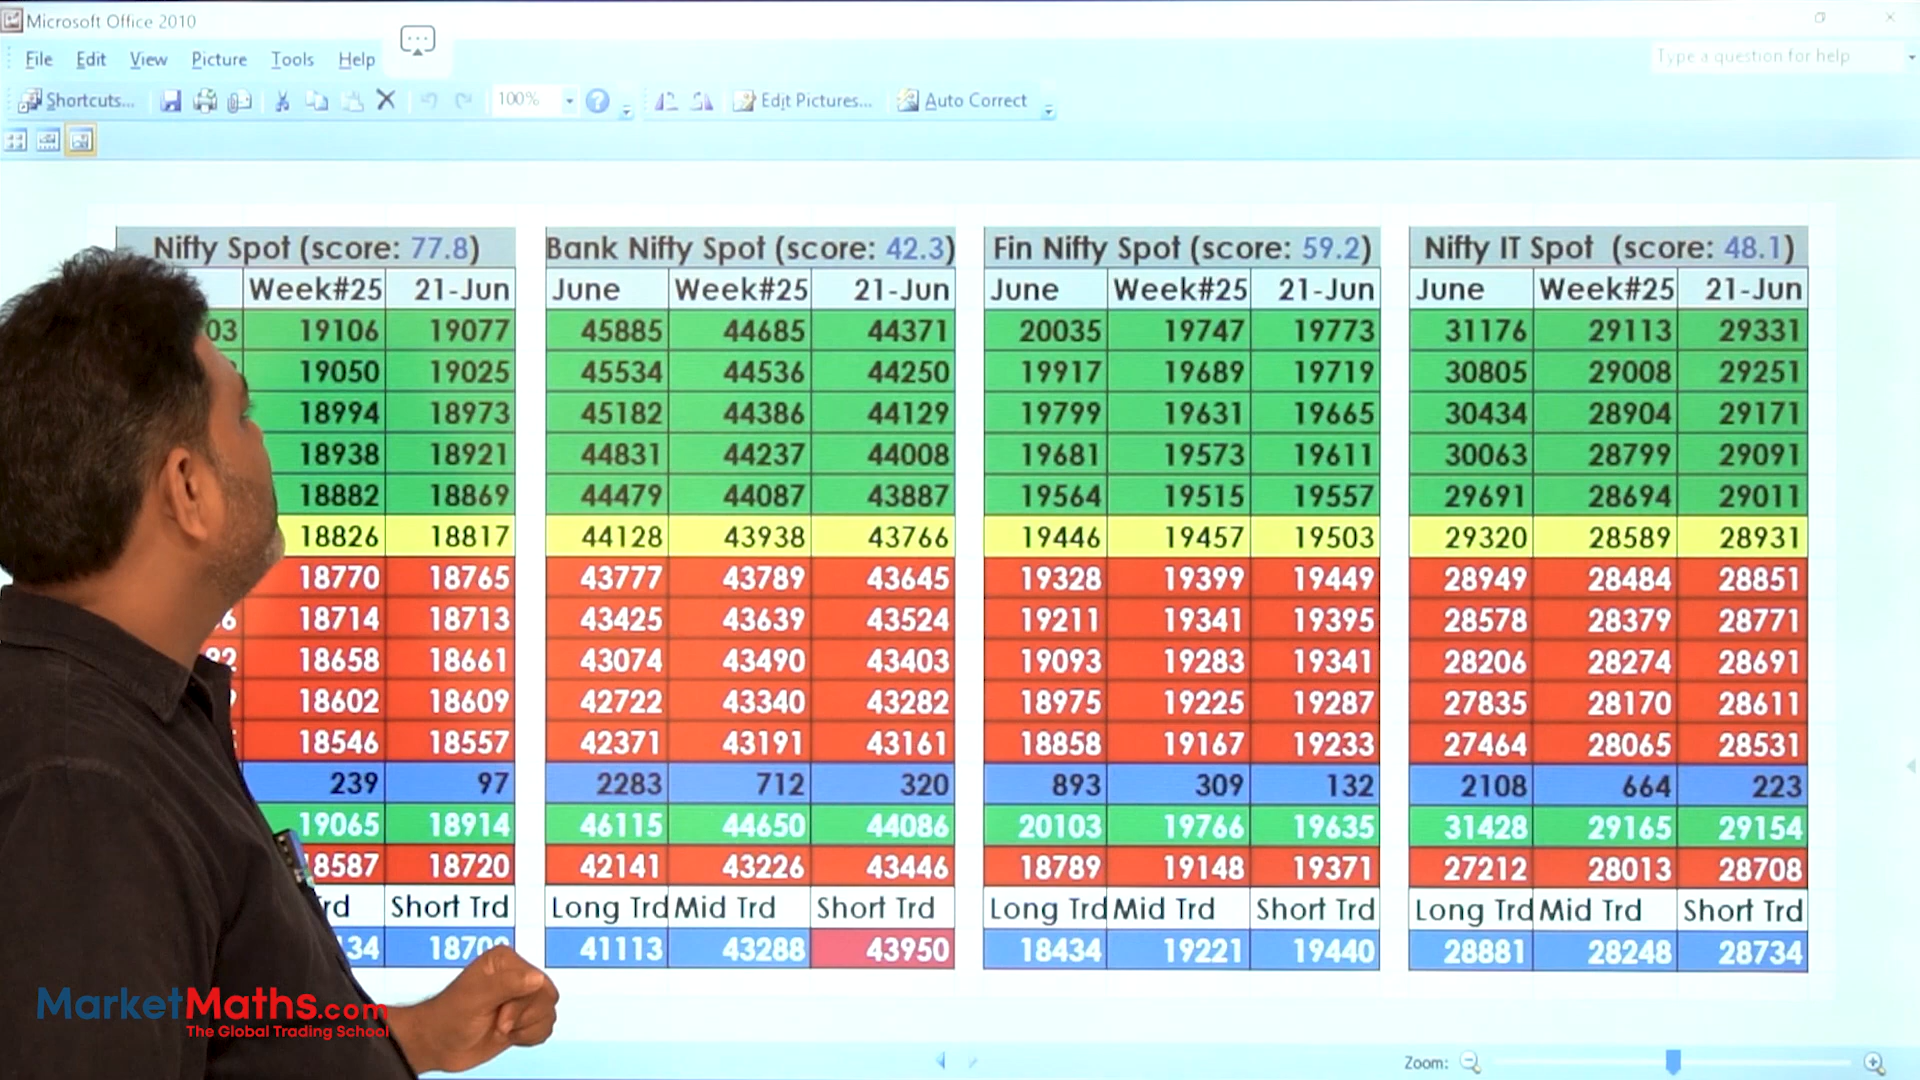 Microsoft Office 2010
File Edit View Picture Tools Help
Type a question for help
Shortcuts... 100% Edit Pictures... Auto Correct
Nifty Spot (score: 77.8) Bank Nifty Spot (score: 42.3) Fin Nifty Spot (score: 59.2) Nifty IT Spot (score: 48.1)
Week#25 21-Jun June Week#25 21-Jun June Week#25 21-Jun June Week#25 21-Jun
03 19106 19077 45885 44685 44371 20035 19747 19773 31176 29113 29331
19050 19025 45534 44536 44250 19917 19689 19719 30805 29008 29251
18994 18973 45182 44386 44129 19799 19631 19665 30434 28904 29171
18938 18921 44831 44237 44008 19681 19573 19611 30063 28799 29091
18882 18869 44479 44087 43887 19564 19515 19557 29691 28694 29011
18826 18817 44128 43938 43766 19446 19457 19503 29320 28589 28931
18770 18765 43777 43789 43645 19328 19399 19449 28949 28484 28851
18714 18713 43425 43639 43524 19211 19341 19395 28578 28379 28771
18658 18661 43074 43490 43403 19093 19283 19341 28206 28274 28691
18602 18609 42722 43340 43282 18975 19225 19287 27835 28170 28611
18546 18557 42371 43191 43161 18858 19167 19233 27464 28065 28531
239 97 2283 712 320 893 309 132 2108 664 223
19065 18914 46115 44650 44086 20103 19766 19635 31428 29165 29154
18587 18720 42141 43226 43446 18789 19148 19371 27212 28013 28708
Trd Short Trd Long Trd Mid Trd Short Trd Long Trd Mid Trd Short Trd Long Trd Mid Trd Short Trd
134 41113 43288 43950 18434 19221 19440 28881 28248 28734
MarketMaths.com
The Global Trading School
Zoom: